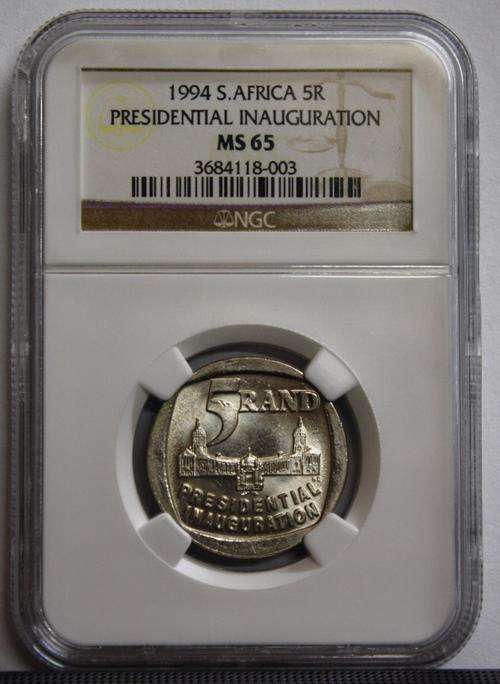 1994 S.AFRICA 5R
PRESIDENTIAL INAUGURATION
MS 65
3684118-003
NGC
5 RAND
PRESIDENTIAL
INAUGURATION